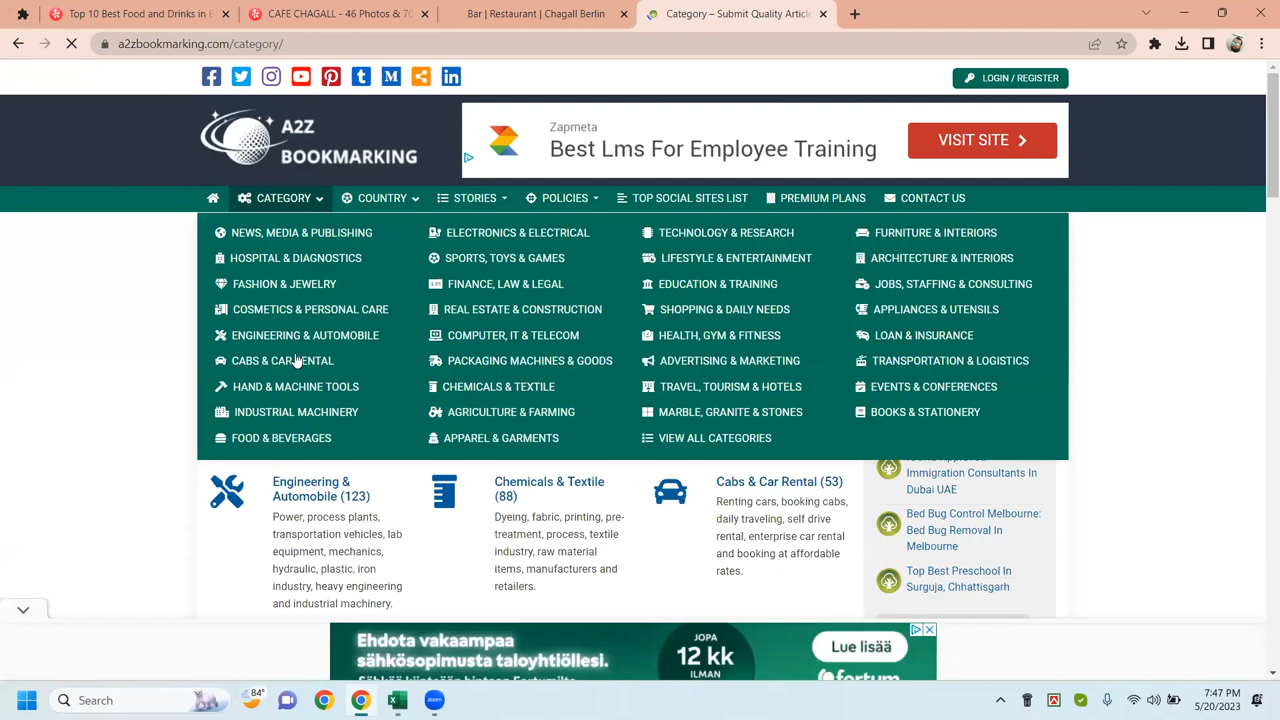 Top 10 Best Food and Drinks in B
CAFE CHAGALL - 46 Photos & 70
Bar | Restaurant | Chagall Berlin
Category – Submit Quality Article
a2zbookmarking.com/category/
LOGIN / REGISTER
A2Z
BOOKMARKING
Zapmeta
Best Lms For Employee Training
VISIT SITE
CATEGORY
COUNTRY
STORIES
POLICIES
TOP SOCIAL SITES LIST
PREMIUM PLANS
CONTACT US
NEWS, MEDIA & PUBLISHING
ELECTRONICS & ELECTRICAL
TECHNOLOGY & RESEARCH
FURNITURE & INTERIORS
HOSPITAL & DIAGNOSTICS
SPORTS, TOYS & GAMES
LIFESTYLE & ENTERTAINMENT
ARCHITECTURE & INTERIORS
FASHION & JEWELRY
FINANCE, LAW & LEGAL
EDUCATION & TRAINING
JOBS, STAFFING & CONSULTING
COSMETICS & PERSONAL CARE
REAL ESTATE & CONSTRUCTION
SHOPPING & DAILY NEEDS
APPLIANCES & UTENSILS
ENGINEERING & AUTOMOBILE
COMPUTER, IT & TELECOM
HEALTH, GYM & FITNESS
LOAN & INSURANCE
CABS & CAR RENTAL
PACKAGING MACHINES & GOODS
ADVERTISING & MARKETING
TRANSPORTATION & LOGISTICS
HAND & MACHINE TOOLS
CHEMICALS & TEXTILE
TRAVEL, TOURISM & HOTELS
EVENTS & CONFERENCES
INDUSTRIAL MACHINERY
AGRICULTURE & FARMING
MARBLE, GRANITE & STONES
BOOKS & STATIONERY
FOOD & BEVERAGES
APPAREL & GARMENTS
VIEW ALL CATEGORIES
Engineering &
Automobile (123)
Power, process plants,
transportation vehicles, lab
equipment, mechanics,
hydraulic, plastic, iron
industry, heavy engineering
and industrial machinery.
Chemicals & Textile
(88)
Dyeing, fabric, printing, pre-
treatment, process, textile
industry, raw material
items, manufacturers and
retailers.
Cabs & Car Rental (53)
Renting cars, booking cabs,
daily traveling, self drive
rental, enterprise car rental
and booking at affordable
rates.
Immigration Consultants In
Dubai UAE
Bed Bug Control Melbourne:
Bed Bug Removal In
Melbourne
Top Best Preschool In
Surguja, Chhattisgarh
Ehdota vakaampaa
sähkösopimusta taloyhtiöllesi.
JOPA
12 kk
ILMAN
Lue lisää
fortum
Search
84°
7:47 PM
5/20/2023